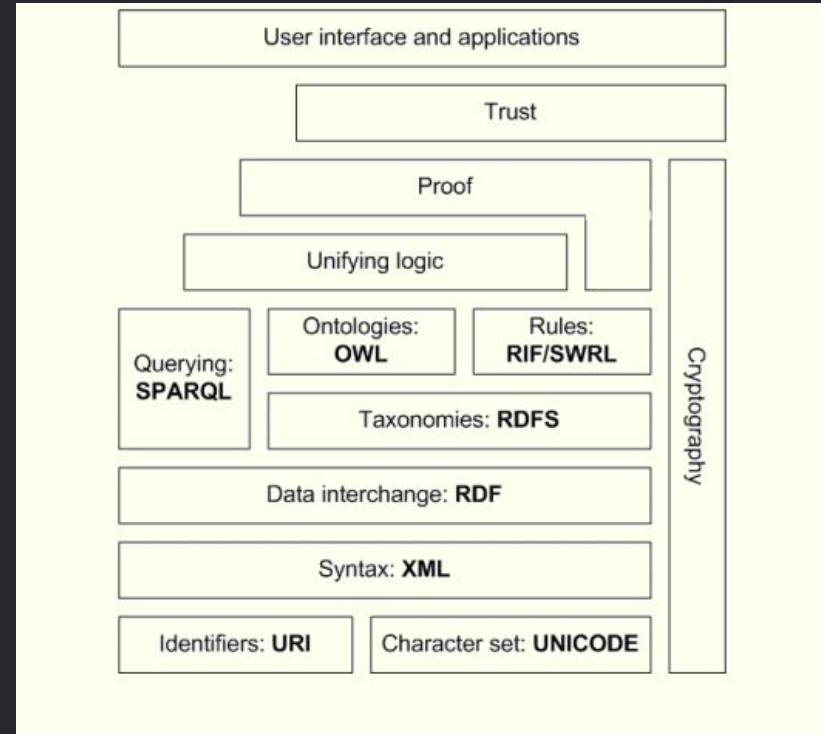 User interface and applications
Trust
Proof
Unifying logic
Querying:
SPARQL
Ontologies:
OWL
Rules:
RIF/SWRL
Taxonomies: RDFS
Cryptography
Data interchange: RDF
Syntax: XML
Identifiers: URI
Character set: UNICODE